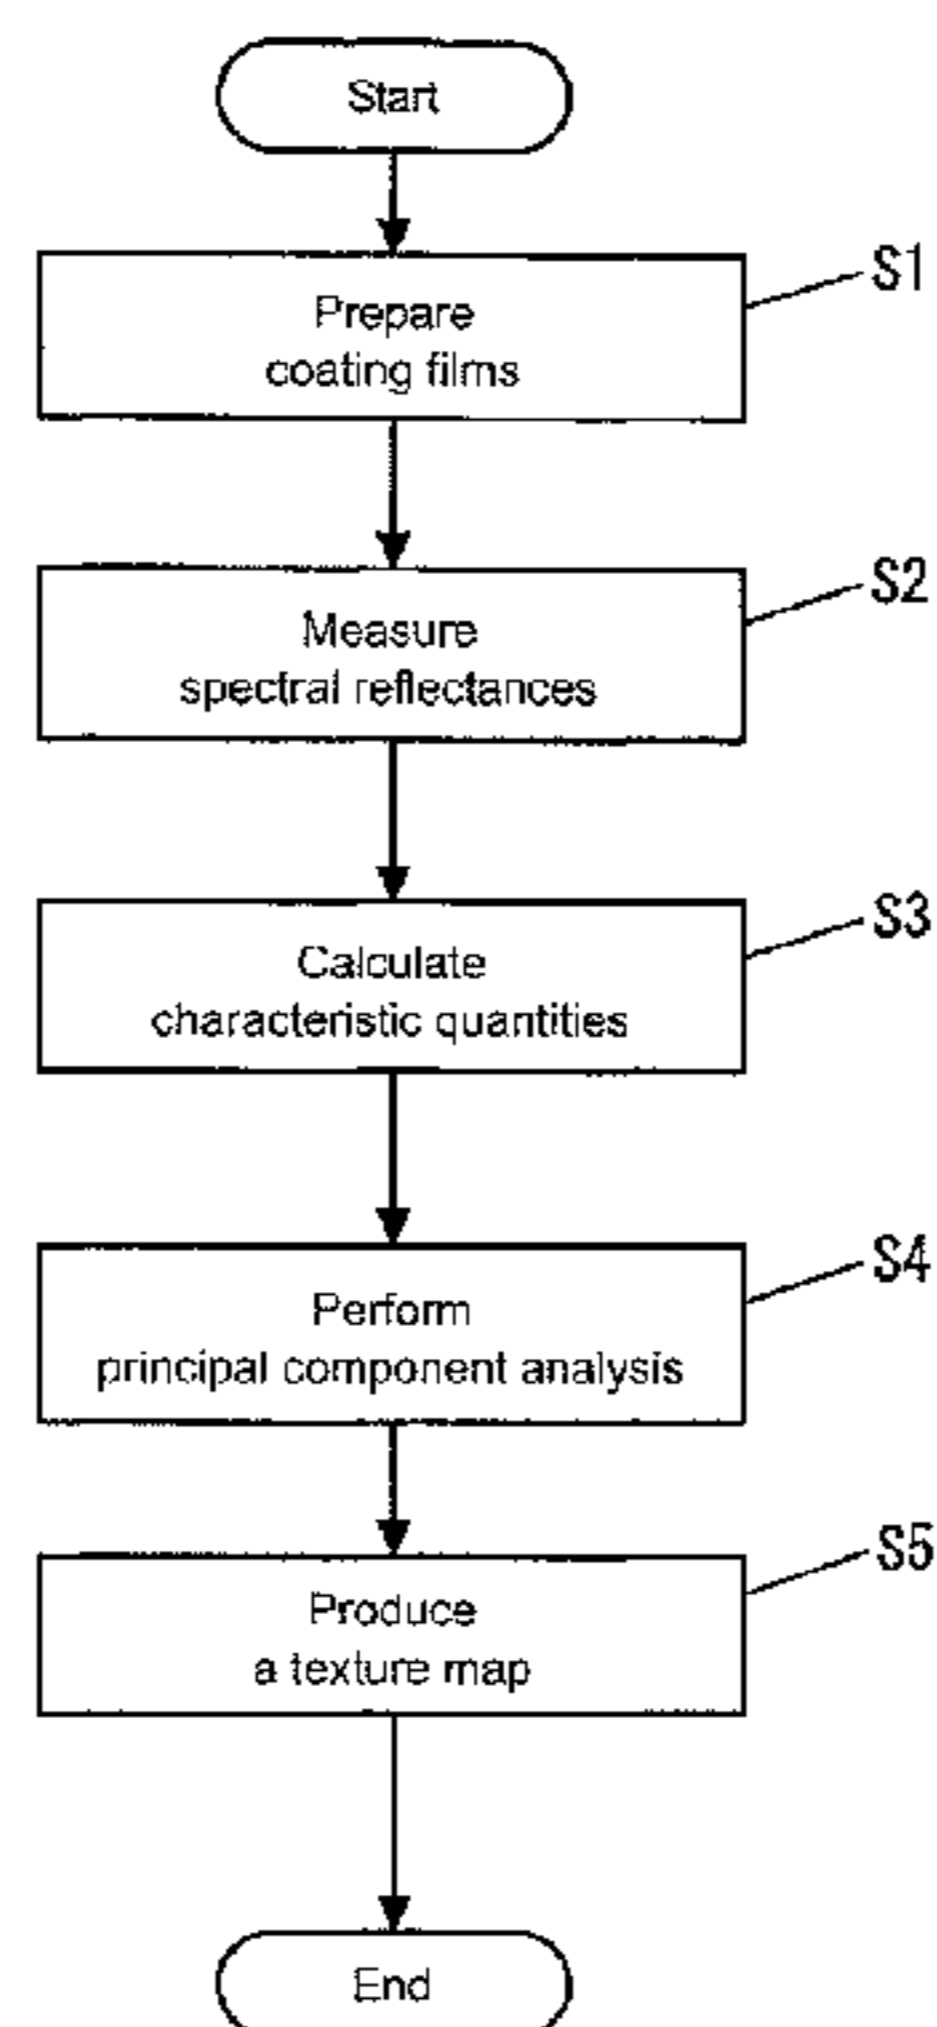 Start
S1
Prepare
coating films
S2
Measure
spectral reflectances
S3
Calculate
characteristic quantities
S4
Perform
principal component analysis
S5
Produce
a texture map
End